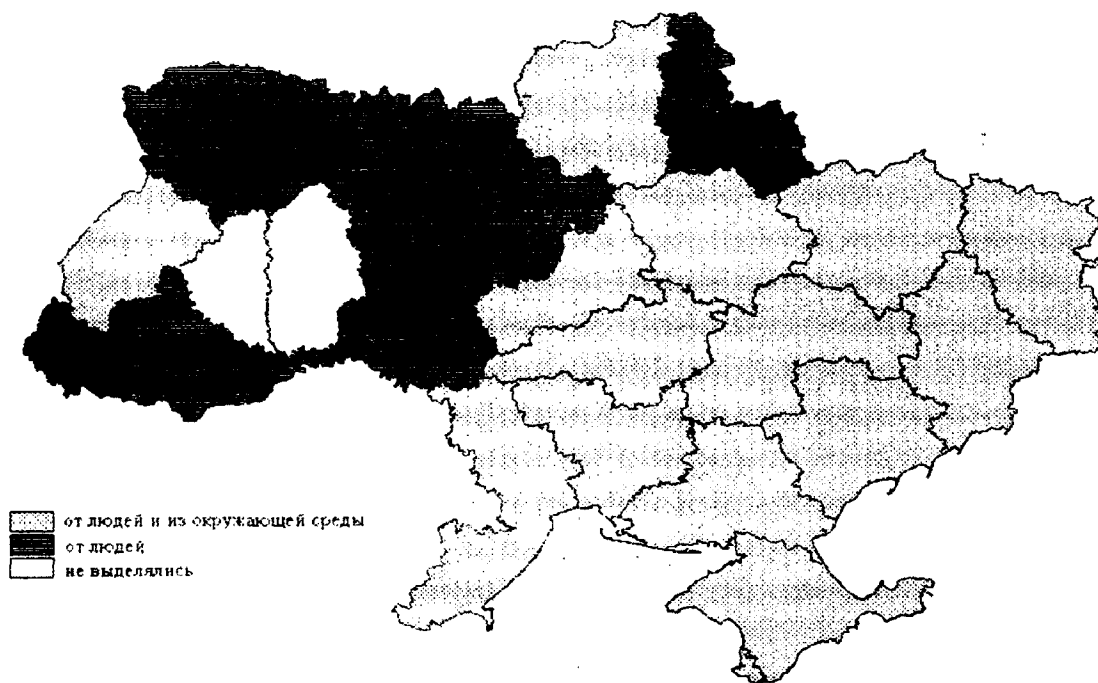 от людей и из окружающей среды
от людей
не выделялись